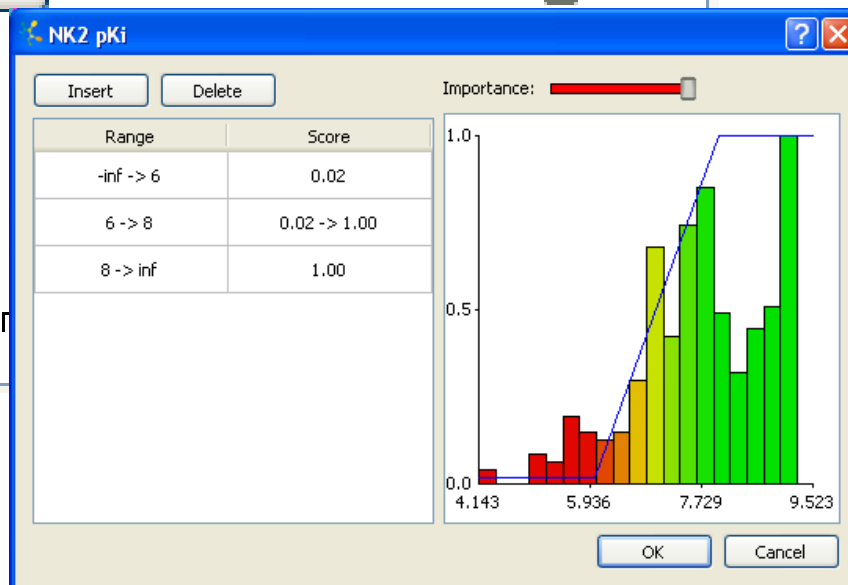 NK2 pKi
Insert Delete Importance:
Range Score
-inf -> 6 0.02
6 -> 8 0.02 -> 1.00
8 -> inf 1.00
1.0
0.5
0.0
4.143 5.936 7.729 9.523
OK Cancel